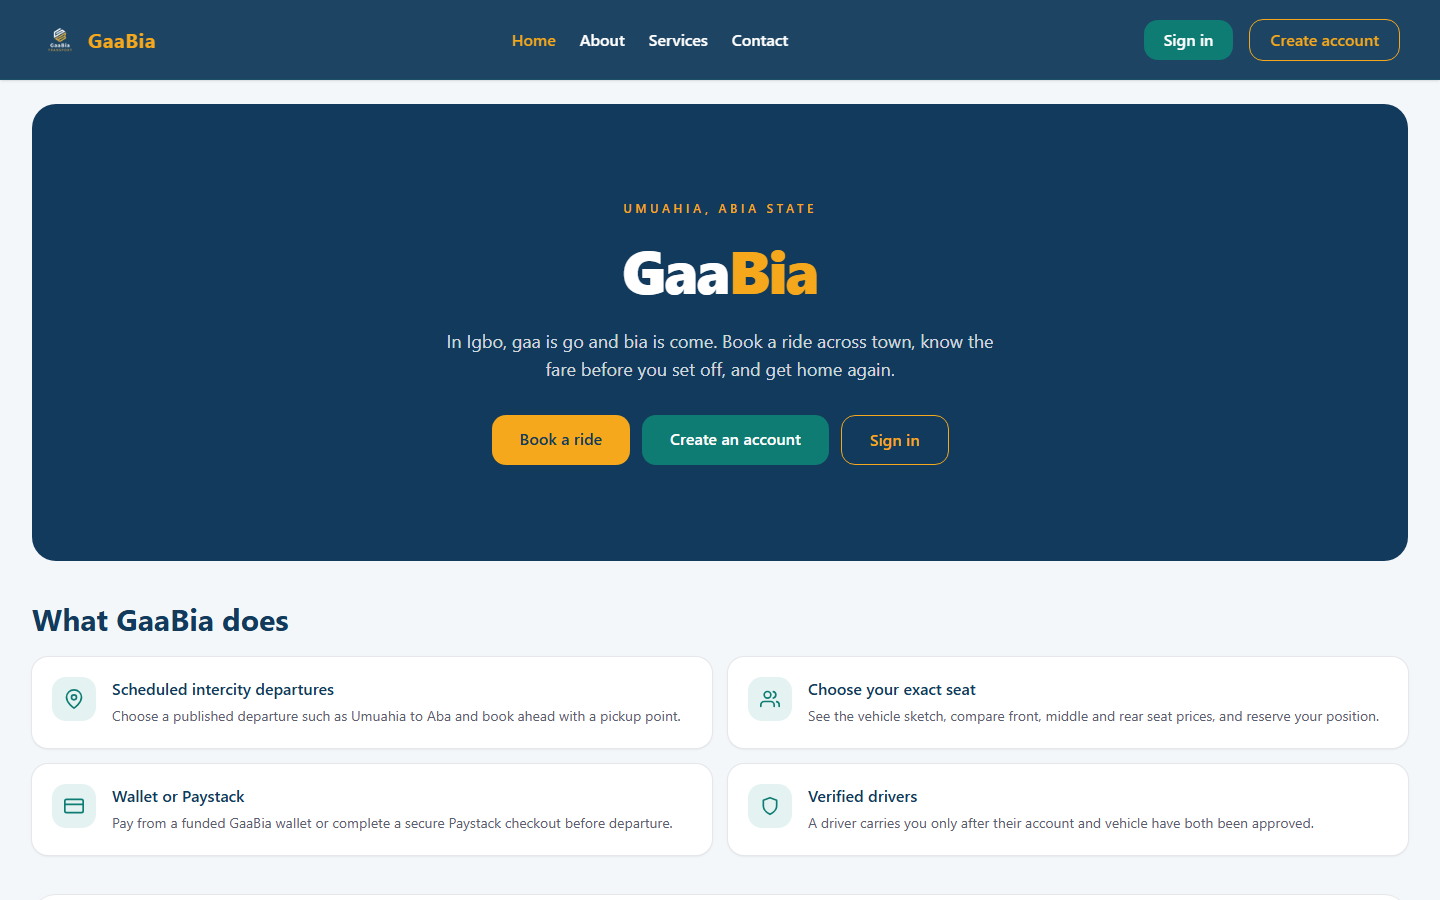 GaaBia
Home
About
Services
Contact
Sign in
Create account
UMUAHIA, ABIA STATE
GaaBia
In Igbo, gaa is go and bia is come. Book a ride across town, know the
fare before you set off, and get home again.
Book a ride
Create an account
Sign in
What GaaBia does
Scheduled intercity departures
Choose a published departure such as Umuahia to Aba and book ahead with a pickup point.
Choose your exact seat
See the vehicle sketch, compare front, middle and rear seat prices, and reserve your position.
Wallet or Paystack
Pay from a funded GaaBia wallet or complete a secure Paystack checkout before departure.
Verified drivers
A driver carries you only after their account and vehicle have both been approved.